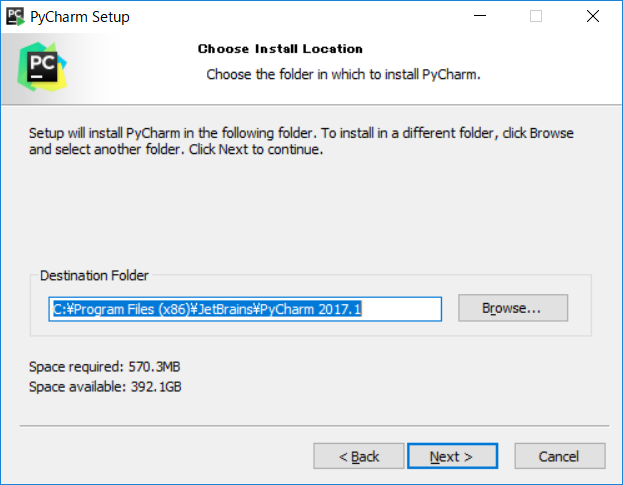 PyCharm Setup
Choose Install Location
Choose the folder in which to install PyCharm.
PC
Setup will install PyCharm in the following folder. To install in a different folder, click Browse
and select another folder. Click Next to continue.
Destination Folder
C:¥Program Files (x86)¥JetBrains¥PyCharm 2017.1
Browse...
Space required: 570.3MB
Space available: 392.1GB
< Back
Next >
Cancel